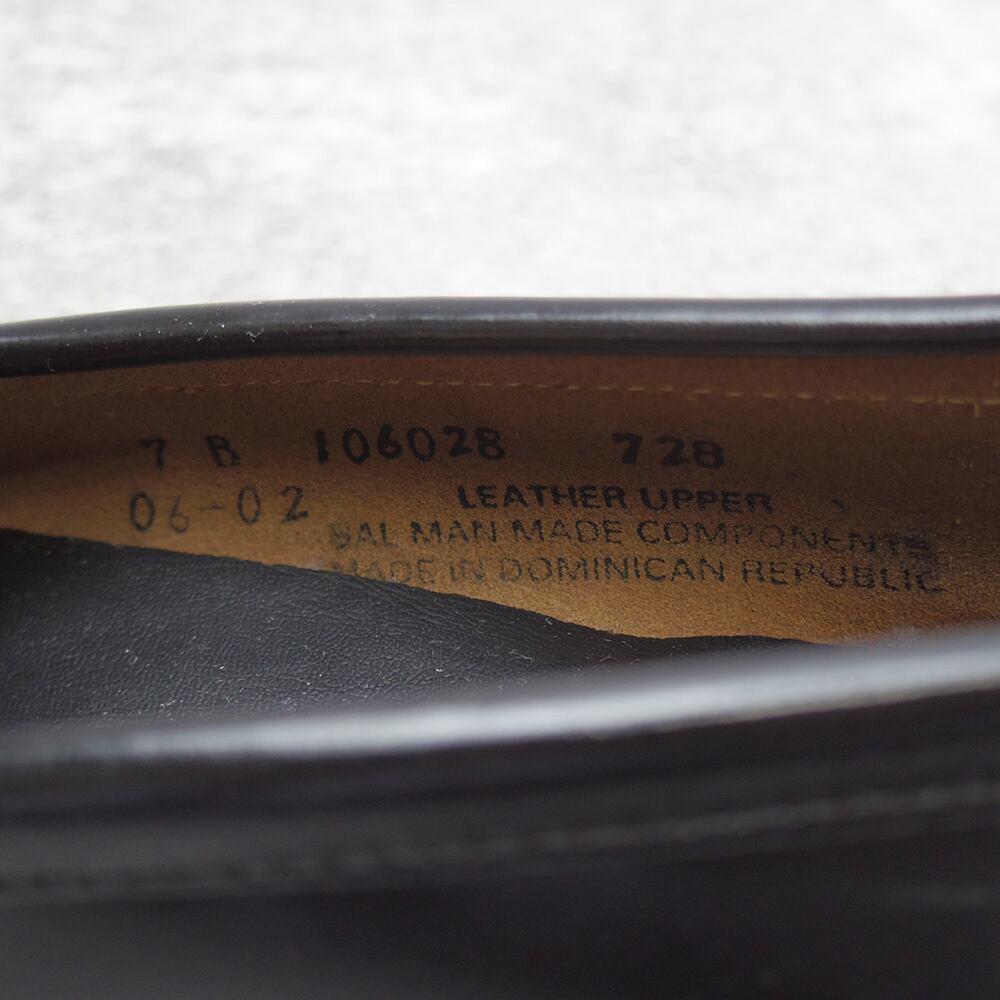 7 B 106028 728
06-02
LEATHER UPPER
BAL MAN MADE COMPONENTS
MADE IN DOMINICAN REPUBLIC